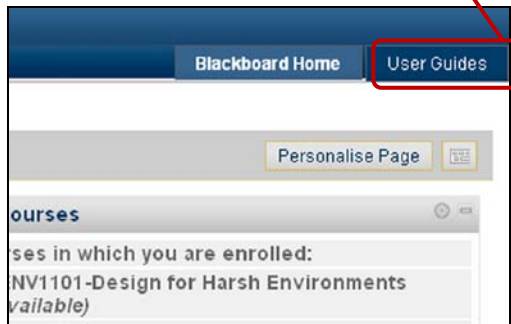 Blackboard Home User Guides
Personalise Page
ourses
ses in which you are enrolled:
NV1101-Design for Harsh Environments
vailable)